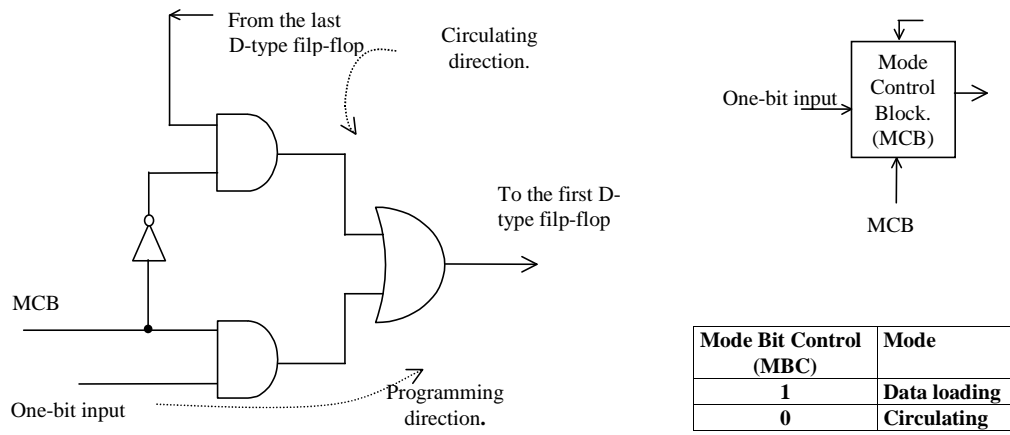 From the last
D-type filp-flop
Circulating
direction.
To the first D-
type filp-flop
MCB
One-bit input
Programming
direction.
One-bit input
Mode
Control
Block.
(MCB)
MCB
Mode Bit Control
(MBC)
Mode
1
Data loading
0
Circulating